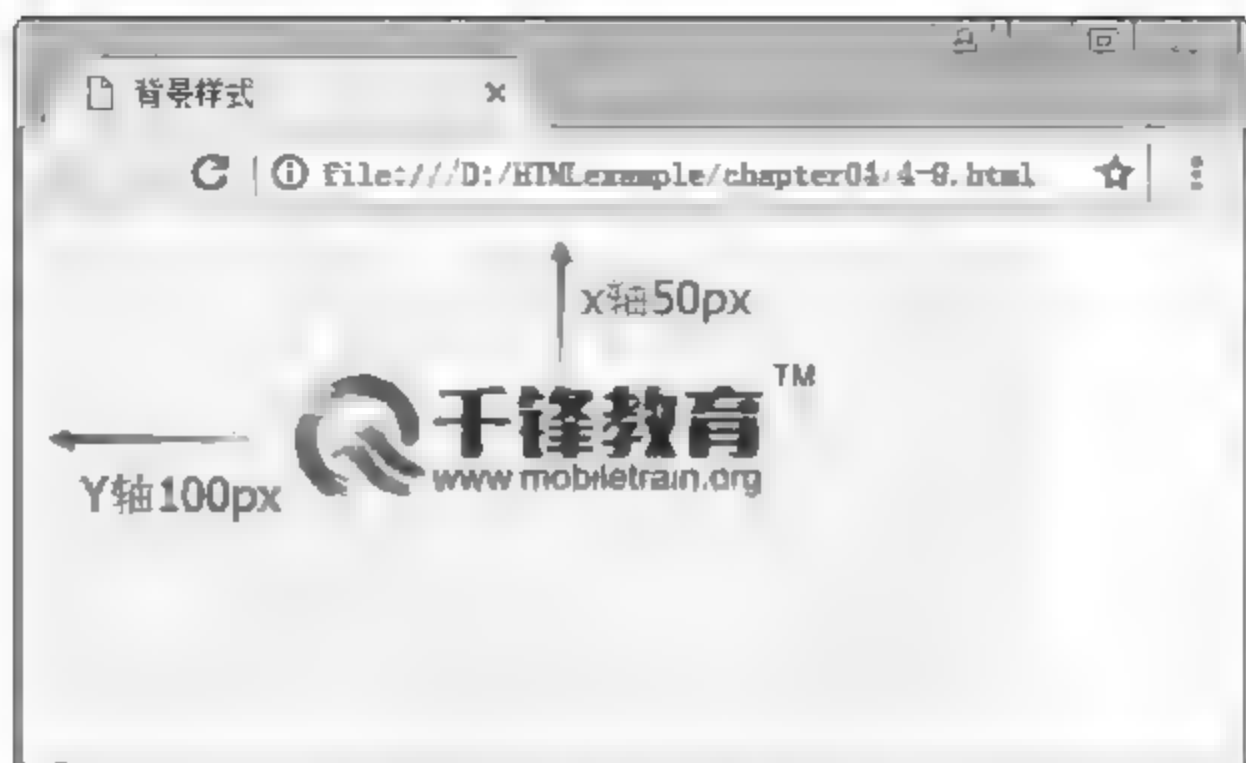 背景样式
file:///D:/HTMLexample/chapter04/4-8.html
x轴50px
千锋教育
TM
www.mobiletrain.org
Y轴100px